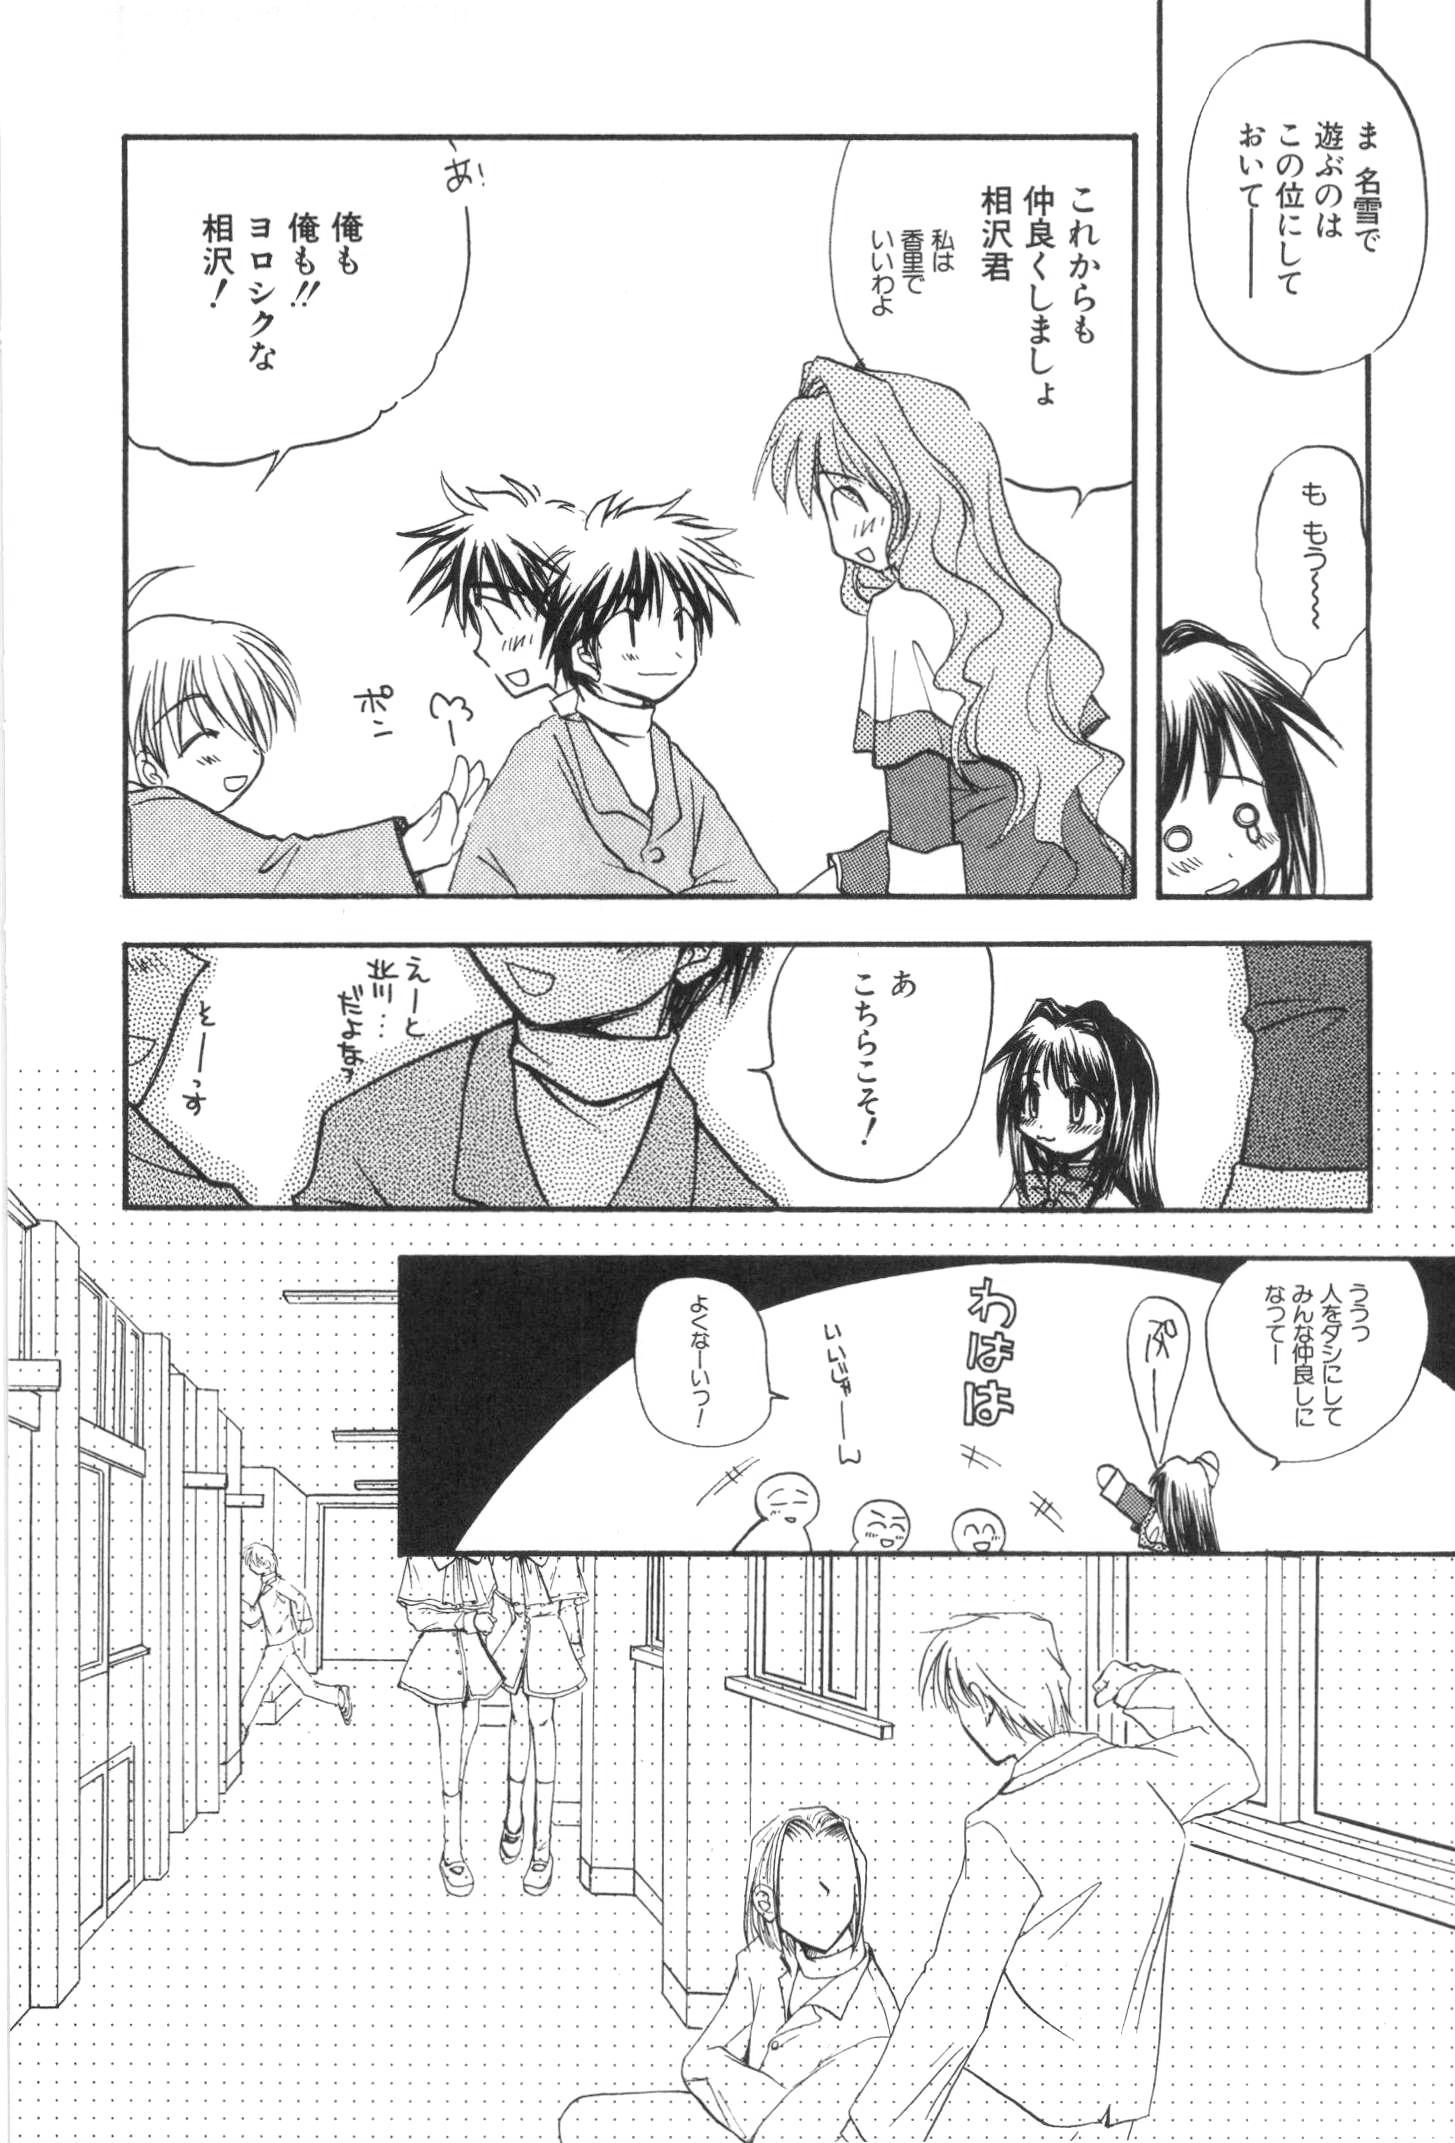 ま 名雪で
遊ぶのは
この位にして
おいて───
も もう〜〜〜
これからも
仲良くしましょ
相沢君
私は
香里で
いいわよ
あ!
俺も
俺も!!
ヨロシクな
相沢!
ポン
あ
こちらこそ!
えーと
北川…
だよなっ
そーっす
ううっ
人をダシにして
みんな仲良しに
なってー
ぷーー
わはは
いいじゃーん
よくなーいっ!